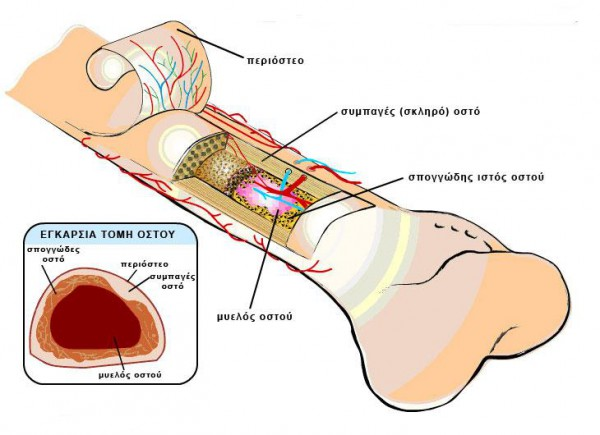 περιόστεο
συμπαγές (σκληρό) οστό
σπογγώδης ιστός οστού
μυελός οστού
ΕΓΚΑΡΣΙΑ ΤΟΜΗ ΟΣΤΟΥ
σπογγώδες
οστό
περιόστεο
συμπαγές
οστό
μυελός οστού